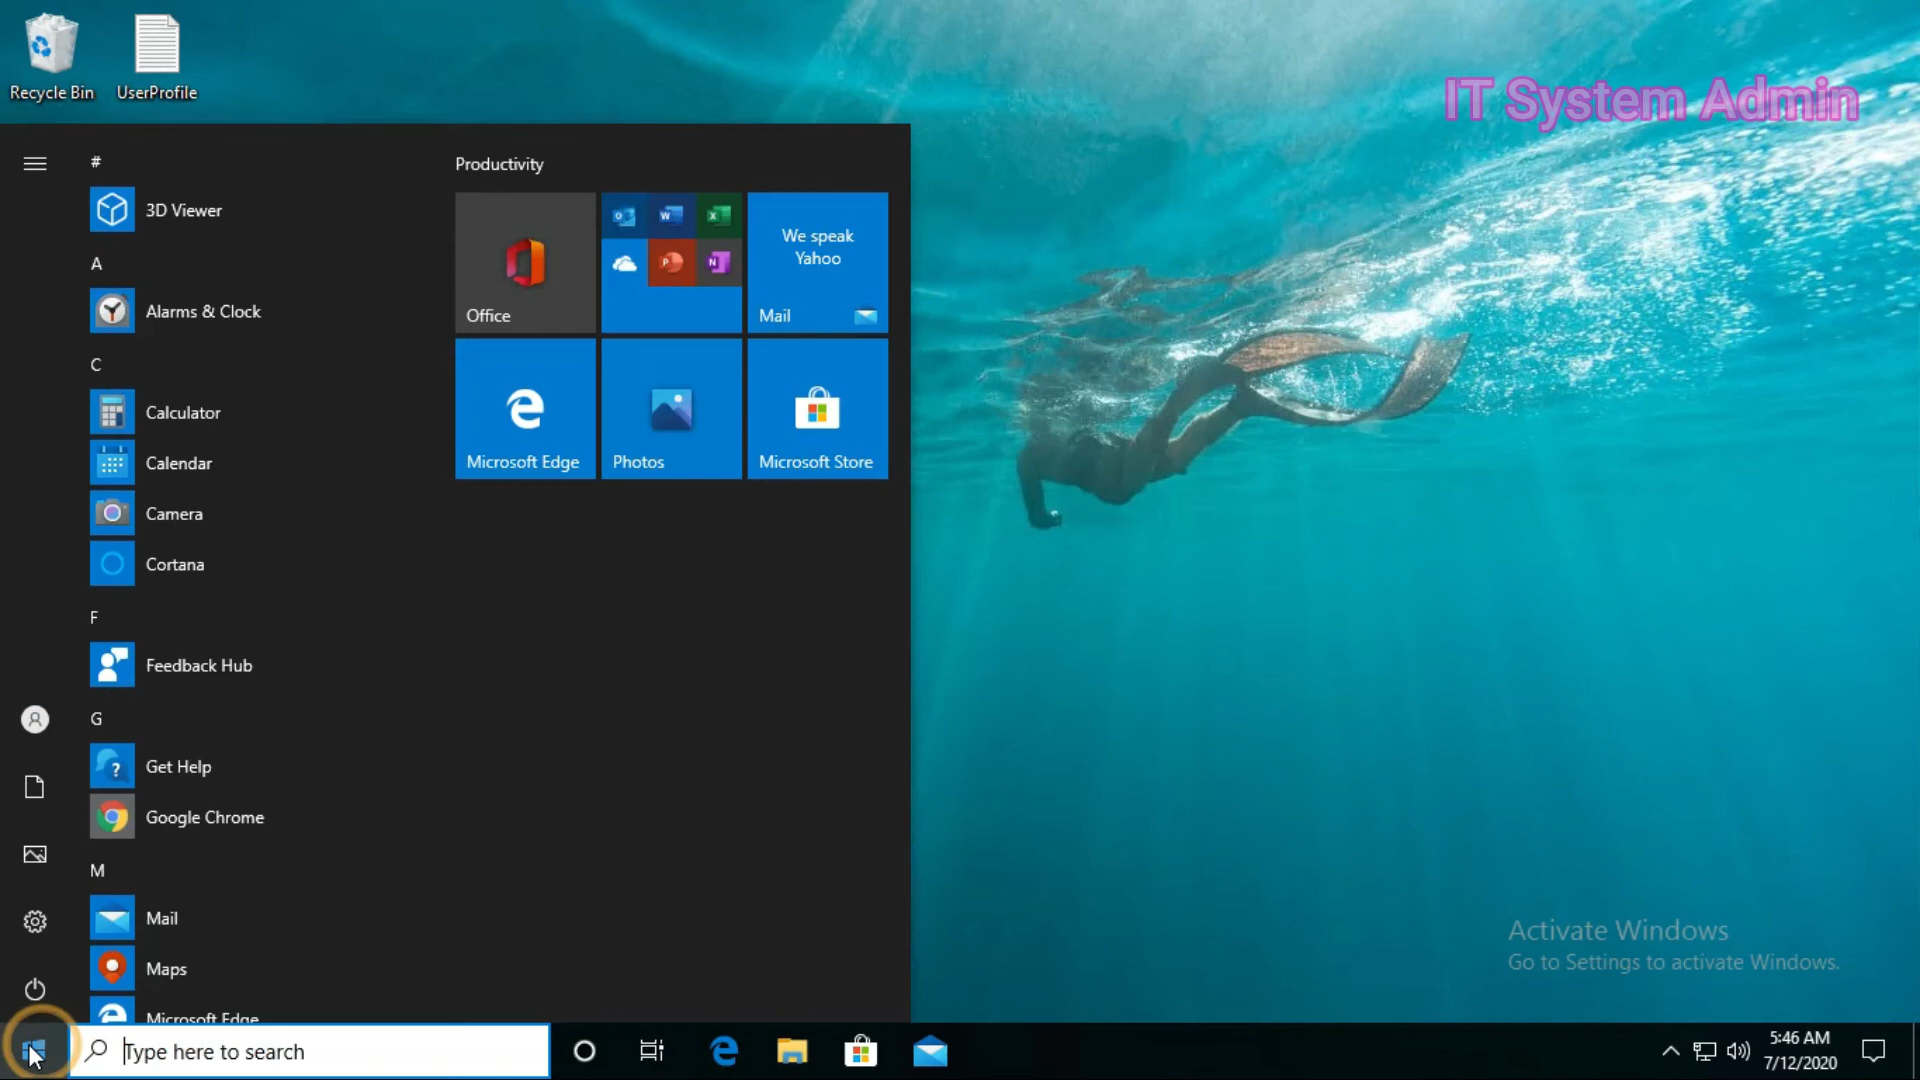 Recycle Bin
UserProfile
IT System Admin
#
Productivity
3D Viewer
A
Alarms & Clock
C
Calculator
Calendar
Camera
Cortana
F
Feedback Hub
G
Get Help
Google Chrome
M
Mail
Maps
Microsoft Edge
Office
We speak
Yahoo
Mail
Microsoft Edge
Photos
Microsoft Store
Activate Windows
Go to Settings to activate Windows.
Type here to search
5:46 AM
7/12/2020